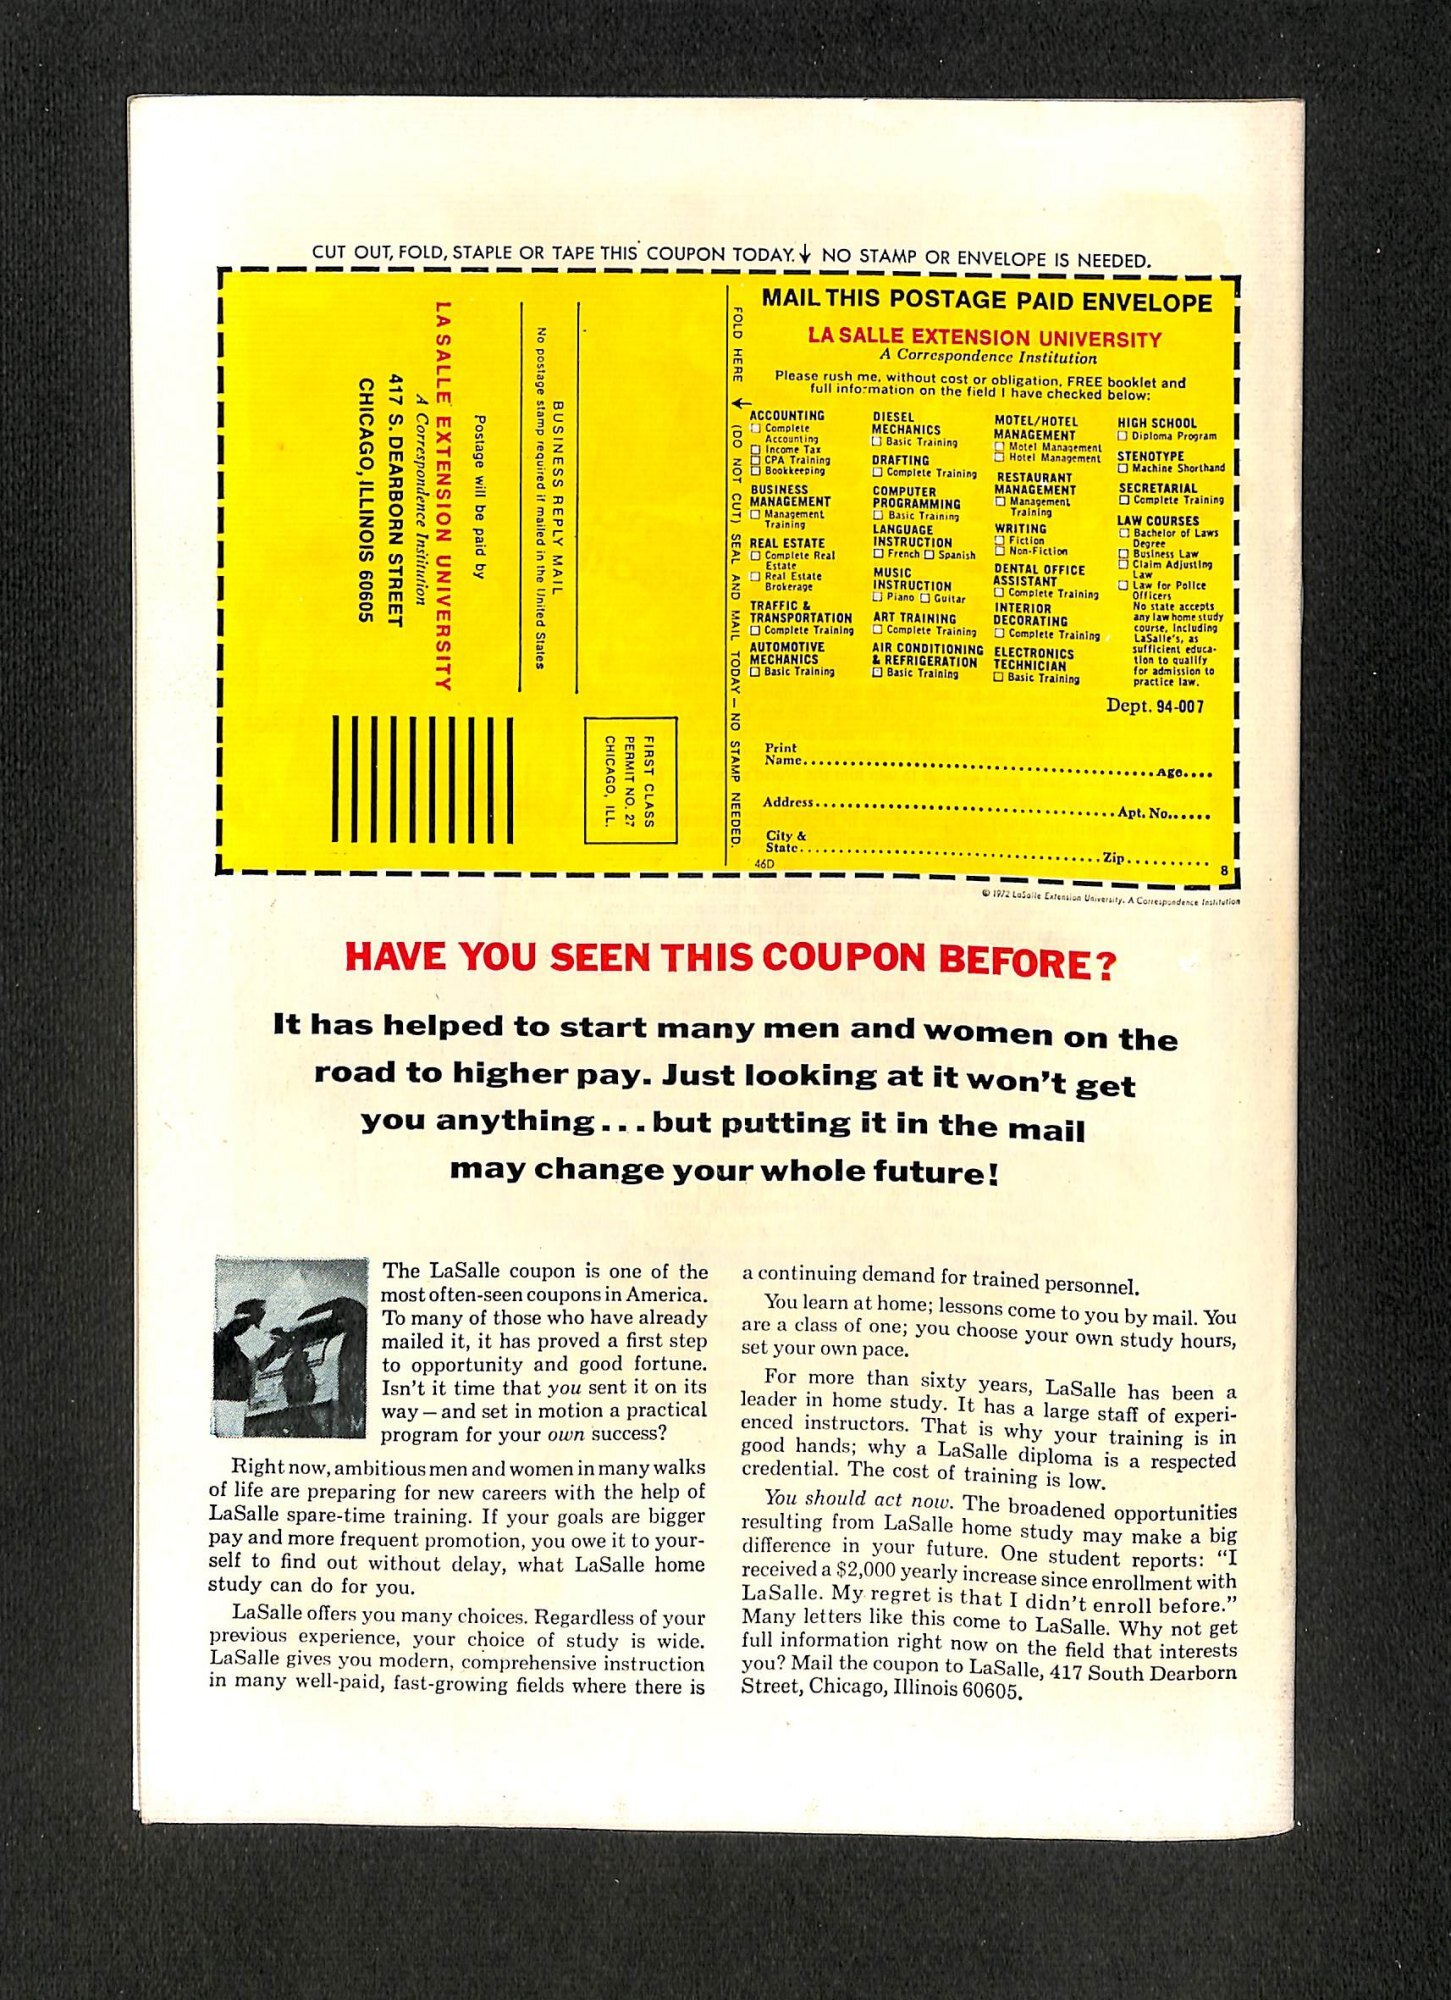 CUT OUT, FOLD, STAPLE OR TAPE THIS COUPON TODAY. ↓ NO STAMP OR ENVELOPE IS NEEDED.
LA SALLE EXTENSION UNIVERSITY
A Correspondence Institution
417 S. DEARBORN STREET
CHICAGO, ILLINOIS 60605
Postage will be paid by
No postage stamp required if mailed in the United States
BUSINESS REPLY MAIL
FIRST CLASS
PERMIT NO. 27
CHICAGO, ILL.
FOLD HERE ↓ (DO NOT CUT) SEAL AND MAIL TODAY — NO STAMP NEEDED.
MAIL THIS POSTAGE PAID ENVELOPE
LA SALLE EXTENSION UNIVERSITY
A Correspondence Institution
Please rush me, without cost or obligation, FREE booklet and
full information on the field I have checked below:
ACCOUNTING
☐ Complete
Accounting
☐ Income Tax
☐ CPA Training
☐ Bookkeeping
BUSINESS
MANAGEMENT
☐ Management
Training
REAL ESTATE
☐ Complete Real
Estate
☐ Real Estate
Brokerage
TRAFFIC &
TRANSPORTATION
☐ Complete Training
AUTOMOTIVE
MECHANICS
☐ Basic Training
DIESEL
MECHANICS
☐ Basic Training
DRAFTING
☐ Complete Training
COMPUTER
PROGRAMMING
☐ Basic Training
LANGUAGE
INSTRUCTION
☐ French ☐ Spanish
MUSIC
INSTRUCTION
☐ Piano ☐ Guitar
ART TRAINING
☐ Complete Training
AIR CONDITIONING
& REFRIGERATION
☐ Basic Training
MOTEL/HOTEL
MANAGEMENT
☐ Motel Management
☐ Hotel Management
RESTAURANT
MANAGEMENT
☐ Management
Training
WRITING
☐ Fiction
☐ Non-Fiction
DENTAL OFFICE
ASSISTANT
☐ Complete Training
INTERIOR
DECORATING
☐ Complete Training
ELECTRONICS
TECHNICIAN
☐ Basic Training
HIGH SCHOOL
☐ Diploma Program
STENOTYPE
☐ Machine Shorthand
SECRETARIAL
☐ Complete Training
LAW COURSES
☐ Bachelor of Laws
Degree
☐ Business Law
☐ Claim Adjusting
Law
☐ Law for Police
Officers
No state accepts
any law home study
course, including
LaSalle's, as
sufficient educa-
tion to qualify
for admission to
practice law.
Dept. 94-007
Print
Name........................................Age....
Address........................................Apt. No......
City &
State........................................Zip..........
46D
8
© 1972 LaSalle Extension University. A Correspondence Institution
HAVE YOU SEEN THIS COUPON BEFORE?
It has helped to start many men and women on the
road to higher pay. Just looking at it won't get
you anything...but putting it in the mail
may change your whole future!
The LaSalle coupon is one of the
most often-seen coupons in America.
To many of those who have already
mailed it, it has proved a first step
to opportunity and good fortune.
Isn't it time that you sent it on its
way—and set in motion a practical
program for your own success?
Right now, ambitious men and women in many walks
of life are preparing for new careers with the help of
LaSalle spare-time training. If your goals are bigger
pay and more frequent promotion, you owe it to your-
self to find out without delay, what LaSalle home
study can do for you.
LaSalle offers you many choices. Regardless of your
previous experience, your choice of study is wide.
LaSalle gives you modern, comprehensive instruction
in many well-paid, fast-growing fields where there is
a continuing demand for trained personnel.
You learn at home; lessons come to you by mail. You
are a class of one; you choose your own study hours,
set your own pace.
For more than sixty years, LaSalle has been a
leader in home study. It has a large staff of experi-
enced instructors. That is why your training is in
good hands; why a LaSalle diploma is a respected
credential. The cost of training is low.
You should act now. The broadened opportunities
resulting from LaSalle home study may make a big
difference in your future. One student reports: "I
received a $2,000 yearly increase since enrollment with
LaSalle. My regret is that I didn't enroll before."
Many letters like this come to LaSalle. Why not get
full information right now on the field that interests
you? Mail the coupon to LaSalle, 417 South Dearborn
Street, Chicago, Illinois 60605.